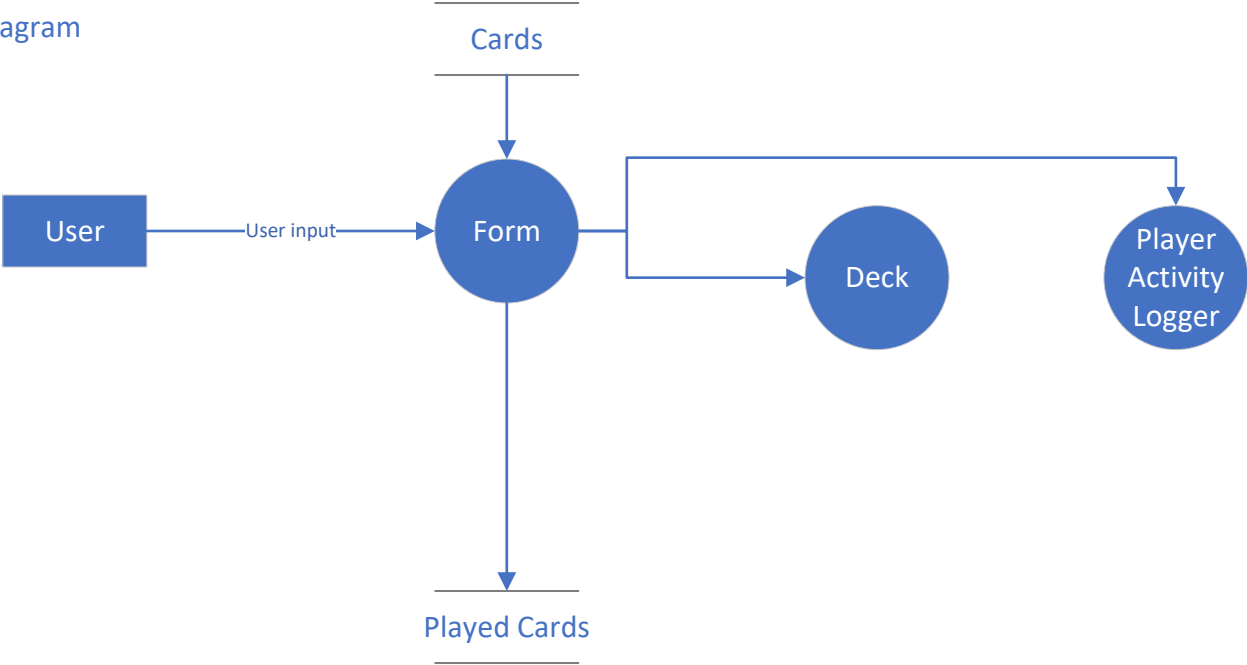 agram
Cards
User
User input
Form
Deck
Player
Activity
Logger
Played Cards